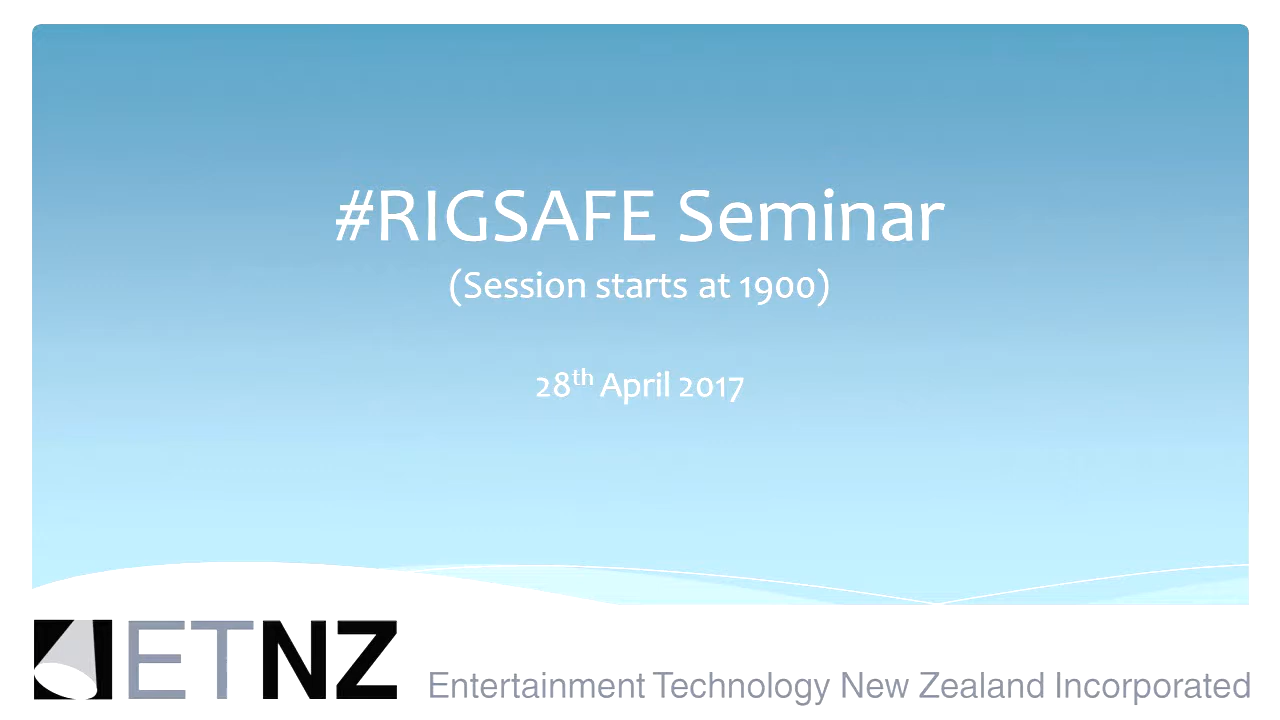 #RIGSAFE Seminar
(Session starts at 1900)
28th April 2017
ETNZ
Entertainment Technology New Zealand Incorporated